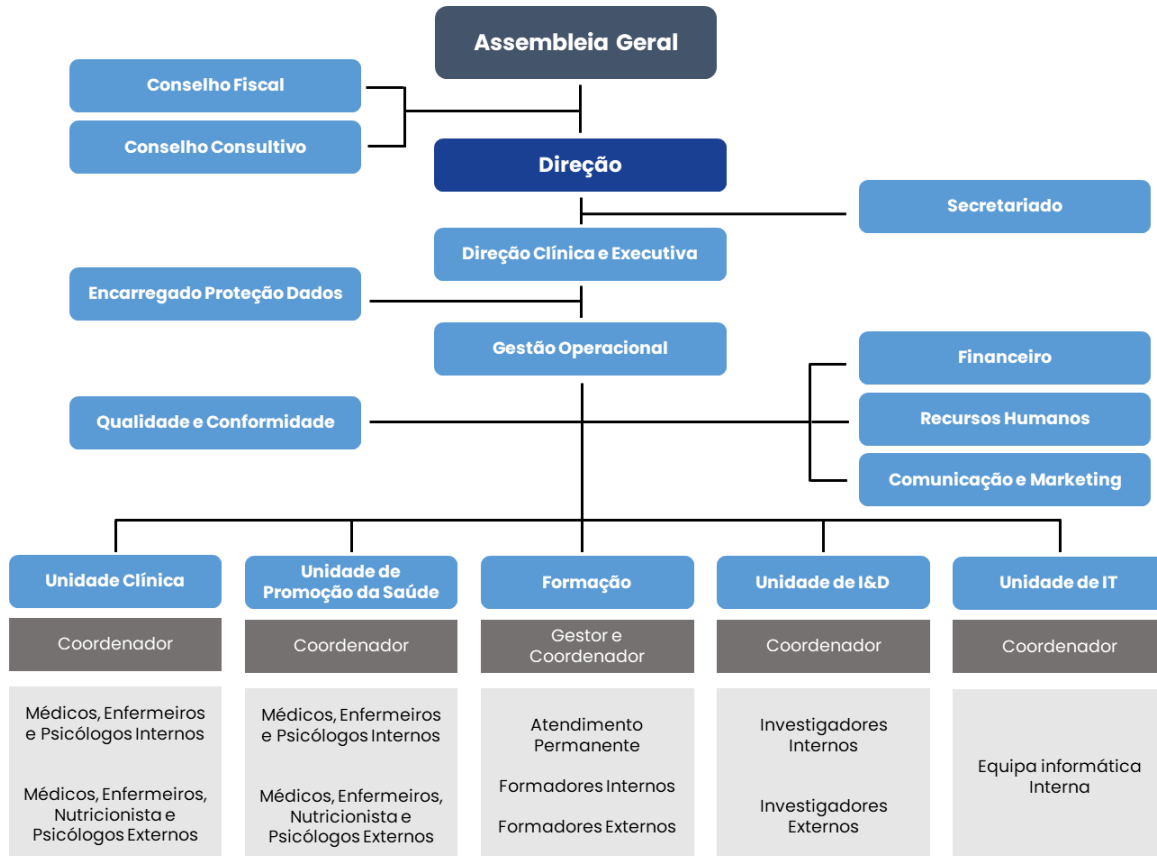 Assembleia Geral
Conselho Fiscal
Conselho Consultivo
Direção
Secretariado
Direção Clínica e Executiva
Encarregado Proteção Dados
Gestão Operacional
Financeiro
Qualidade e Conformidade
Recursos Humanos
Comunicação e Marketing
Unidade Clínica
Unidade de
Promoção da Saúde
Formação
Unidade de I&D
Unidade de IT
Coordenador
Coordenador
Gestor e
Coordenador
Coordenador
Coordenador
Médicos, Enfermeiros
e Psicólogos Internos
Médicos, Enfermeiros,
Nutricionista e
Psicólogos Externos
Médicos, Enfermeiros
e Psicólogos Internos
Médicos, Enfermeiros,
Nutricionista e
Psicólogos Externos
Atendimento
Permanente
Formadores Internos
Formadores Externos
Investigadores
Internos
Investigadores
Externos
Equipa informática
Interna